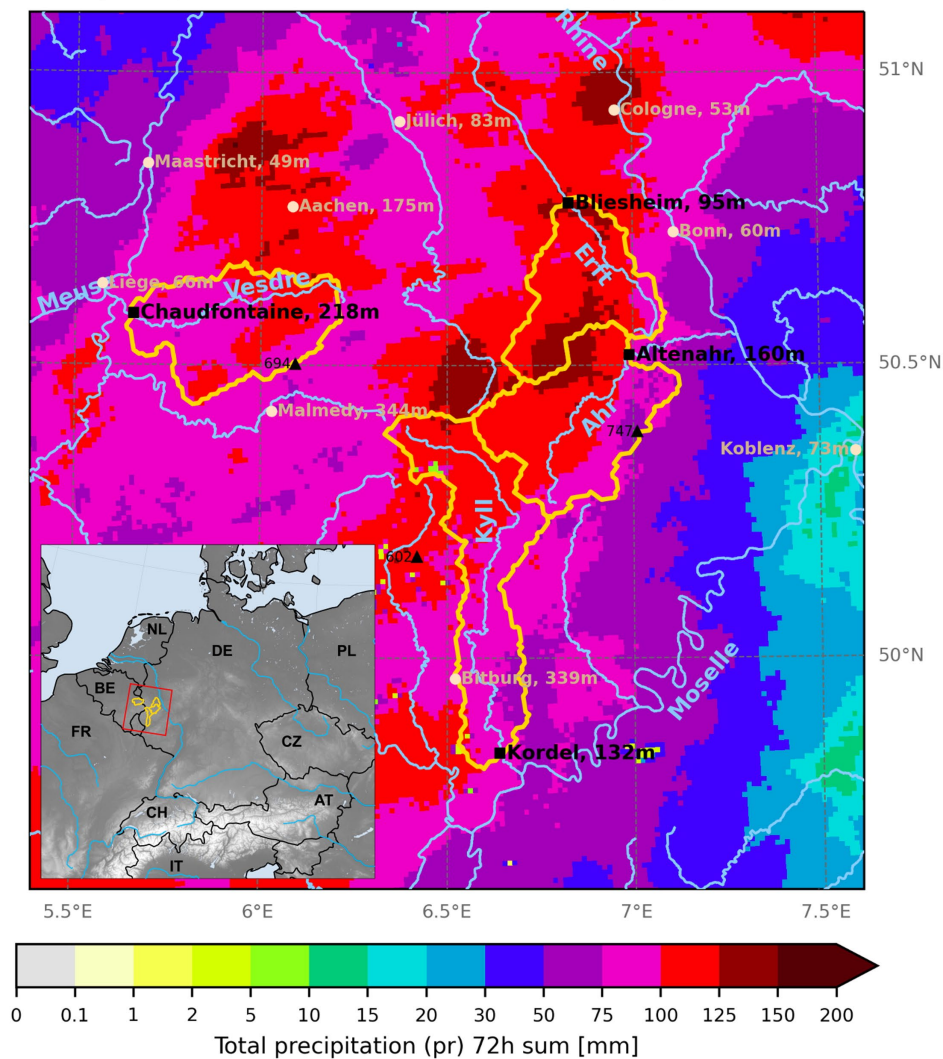 Rhine
51°N
Cologne, 53m
Jülich, 83m
Maastricht, 49m
Aachen, 175m
Bliesheim, 95m
Bonn, 60m
Erft
Liège, 66m
Vesdre
Meuse
Chaudfontaine, 218m
Altenahr, 160m
694
50.5°N
Malmedy, 344m
Ahr
747
Koblenz, 73m
Kyll
602
NL
DE
PL
50°N
BE
Bitburg, 339m
Moselle
FR
CZ
Kordel, 132m
AT
CH
IT
5.5°E 6°E 6.5°E 7°E 7.5°E
0 0.1 1 2 5 10 15 20 30 50 75 100 125 150 200
Total precipitation (pr) 72h sum [mm]